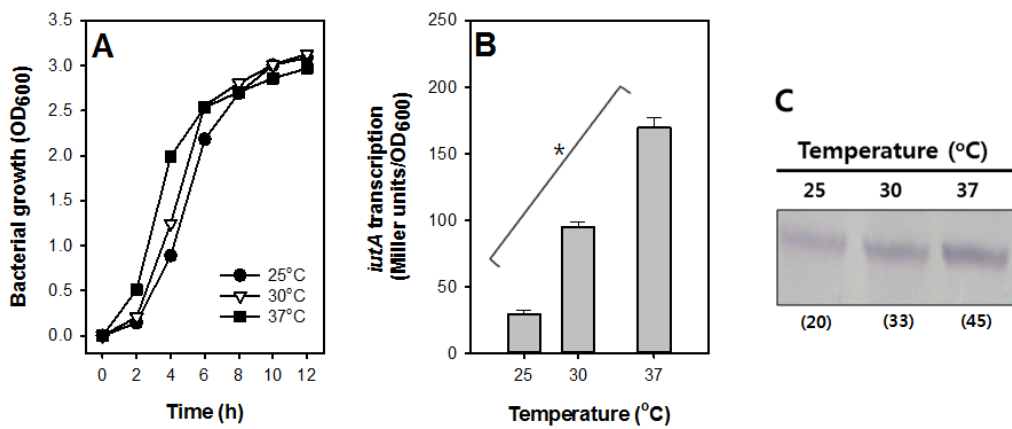 A
Bacterial growth (OD600)
3.5
3.0
2.5
2.0
1.5
1.0
0.5
0.0
25°C
30°C
37°C
0 2 4 6 8 10 12
Time (h)
B
iutA transcription
(Miller units/OD600)
250
200
150
100
50
0
*
25 30 37
Temperature (°C)
C
Temperature (°C)
25 30 37
(20) (33) (45)